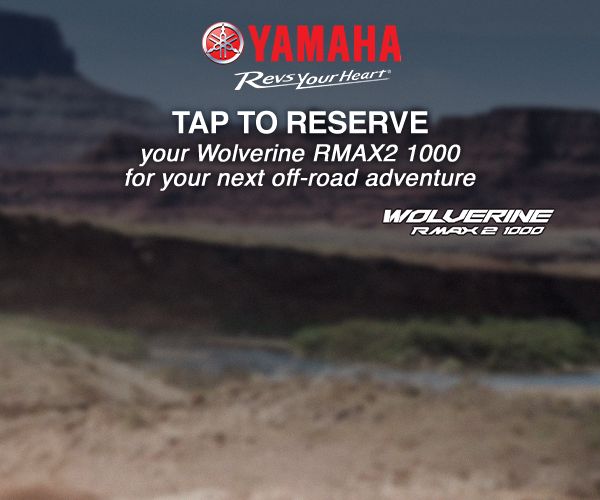 YAMAHA
Revs Your Heart
TAP TO RESERVE
your Wolverine RMAX2 1000
for your next off-road adventure
WOLVERINE
RMAX 2 1000